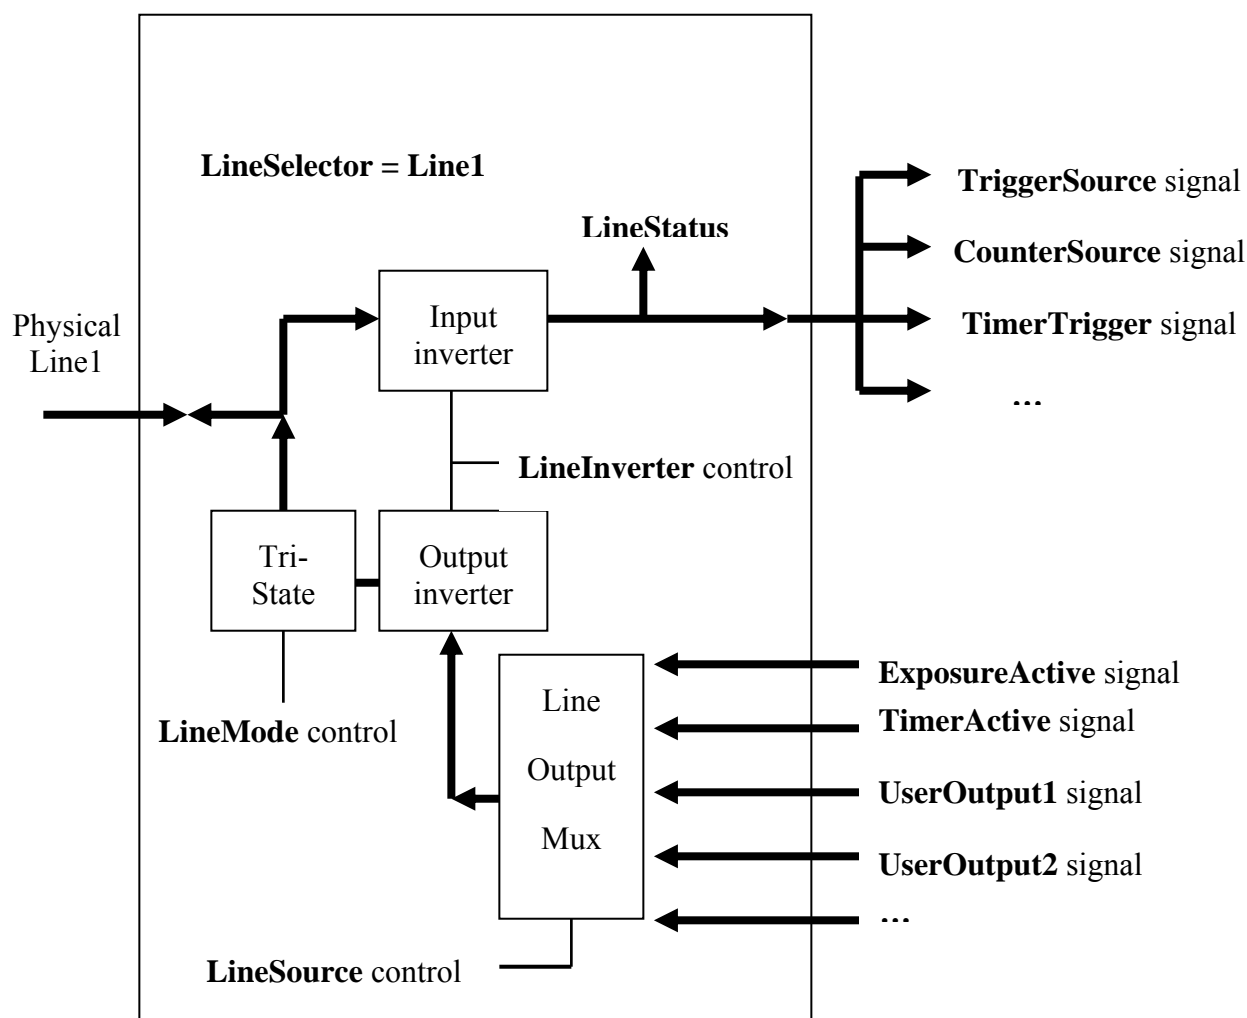 LineSelector = Line1
TriggerSource signal
LineStatus
CounterSource signal
Physical
Line1
Input
inverter
TimerTrigger signal
...
LineInverter control
Tri-
State
Output
inverter
LineMode control
Line
Output
Mux
ExposureActive signal
TimerActive signal
UserOutput1 signal
UserOutput2 signal
...
LineSource control